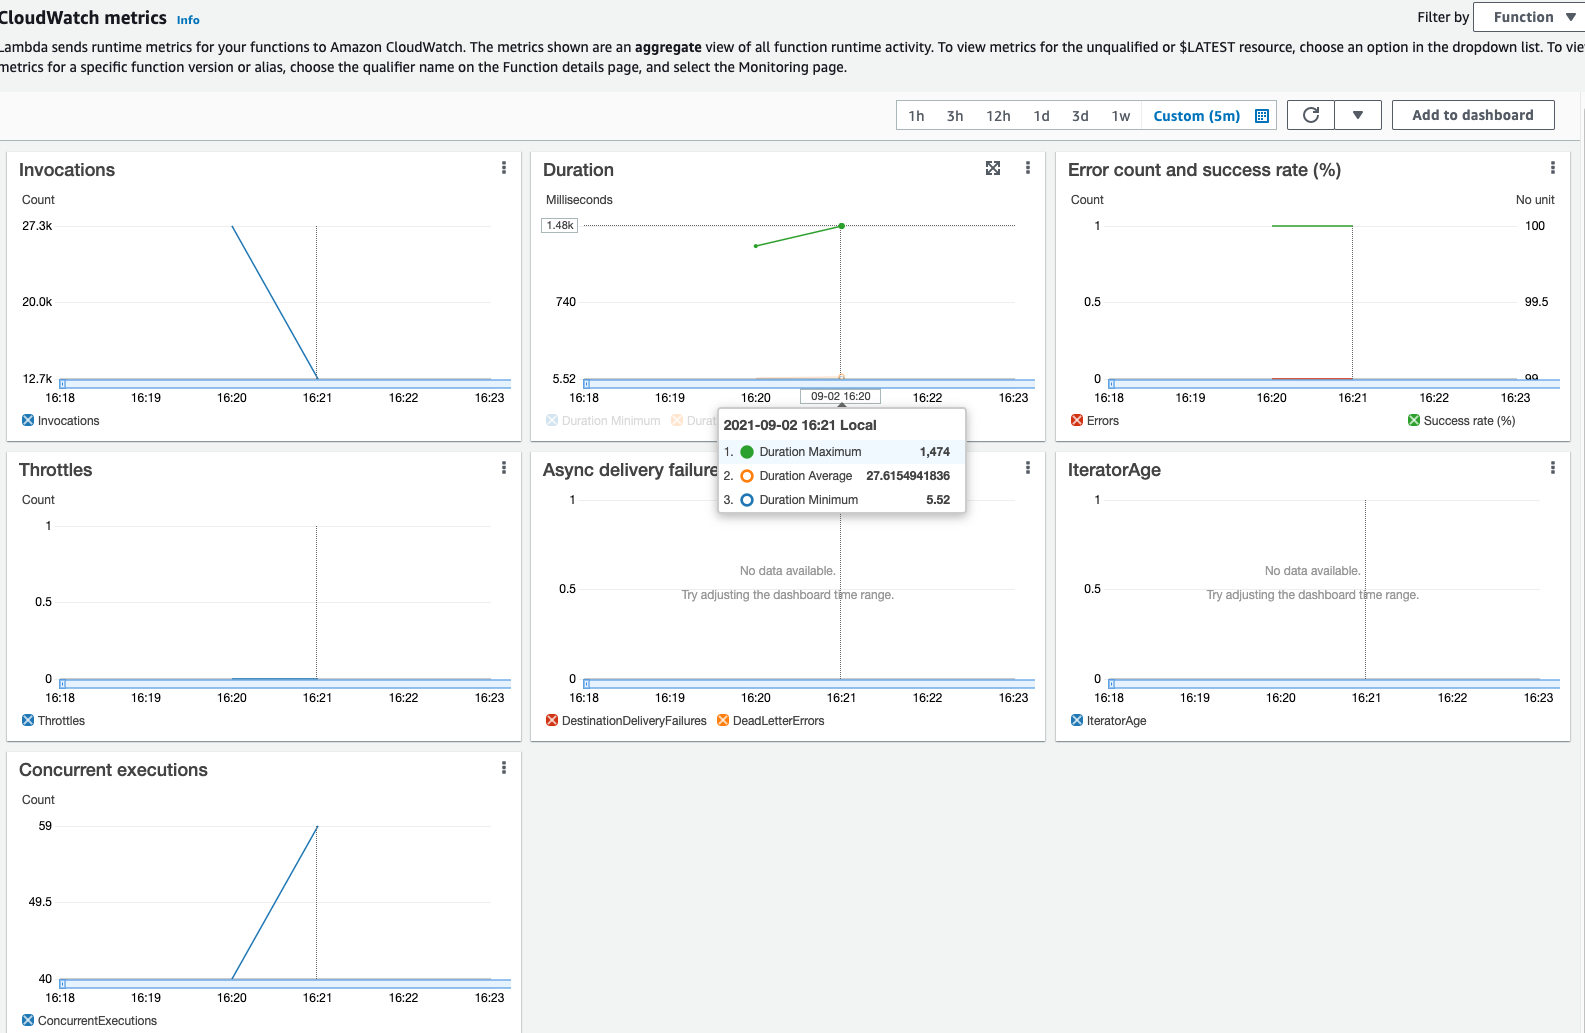 CloudWatch metrics Info
Filter by Function
Lambda sends runtime metrics for your functions to Amazon CloudWatch. The metrics shown are an aggregate view of all function runtime activity. To view metrics for the unqualified or $LATEST resource, choose an option in the dropdown list. To vie
metrics for a specific function version or alias, choose the qualifier name on the Function details page, and select the Monitoring page.
1h 3h 12h 1d 3d 1w Custom (5m) Add to dashboard
Invocations
Count
27.3k
20.0k
12.7k
16:18 16:19 16:20 16:21 16:22 16:23
Invocations
Duration
Milliseconds
1.48k
740
5.52
16:18 16:19 16:20 09-02 16:20 16:22 16:23
Duration Minimum Durat
2021-09-02 16:21 Local
1. Duration Maximum 1,474
2. Duration Average 27.6154941836
3. Duration Minimum 5.52
Error count and success rate (%)
Count No unit
1 100
0.5 99.5
0 99
16:18 16:19 16:20 16:21 16:22 16:23
Errors Success rate (%)
Throttles
Count
1
0.5
0
16:18 16:19 16:20 16:21 16:22 16:23
Throttles
Async delivery failure
1
No data available.
0.5
Try adjusting the dashboard time range.
0
16:18 16:19 16:20 16:21 16:22 16:23
DestinationDeliveryFailures DeadLetterErrors
IteratorAge
1
No data available.
0.5
Try adjusting the dashboard time range.
0
16:18 16:19 16:20 16:21 16:22 16:23
IteratorAge
Concurrent executions
Count
59
49.5
40
16:18 16:19 16:20 16:21 16:22 16:23
ConcurrentExecutions